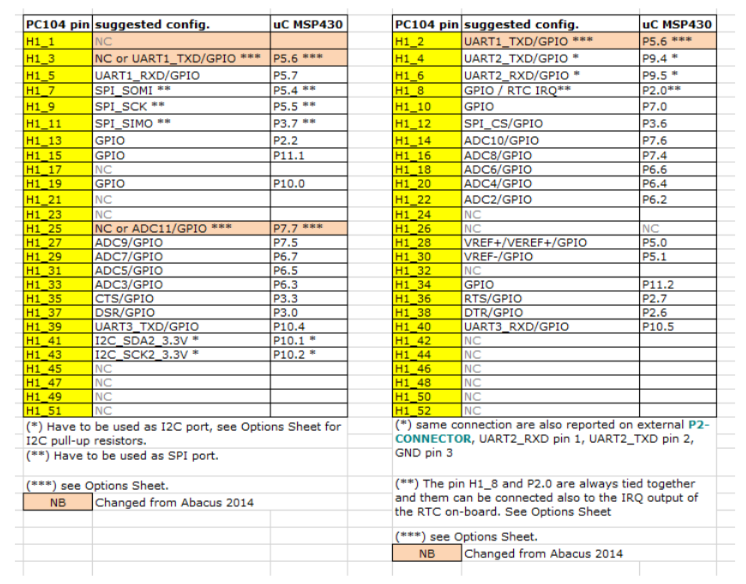 PC104 pin suggested config. uC MSP430
H1_1 NC
H1_3 NC or UART1_TXD/GPIO *** P5.6 ***
H1_5 UART1_RXD/GPIO P5.7
H1_7 SPI_SOMI ** P5.4 **
H1_9 SPI_SCK ** P5.5 **
H1_11 SPI_SIMO ** P3.7 **
H1_13 GPIO P2.2
H1_15 GPIO P11.1
H1_17 NC
H1_19 GPIO P10.0
H1_21 NC
H1_23 NC
H1_25 NC or ADC11/GPIO *** P7.7 ***
H1_27 ADC9/GPIO P7.5
H1_29 ADC7/GPIO P6.7
H1_31 ADC5/GPIO P6.5
H1_33 ADC3/GPIO P6.3
H1_35 CTS/GPIO P3.3
H1_37 DSR/GPIO P3.0
H1_39 UART3_TXD/GPIO P10.4
H1_41 I2C_SDA2_3.3V * P10.1 *
H1_43 I2C_SCK2_3.3V * P10.2 *
H1_45 NC
H1_47 NC
H1_49 NC
H1_51 NC
(*) Have to be used as I2C port, see Options Sheet for
I2C pull-up resistors.
(**) Have to be used as SPI port.
(***) see Options Sheet.
NB Changed from Abacus 2014
PC104 pin suggested config. uC MSP430
H1_2 UART1_TXD/GPIO *** P5.6 ***
H1_4 UART2_TXD/GPIO * P9.4 *
H1_6 UART2_RXD/GPIO * P9.5 *
H1_8 GPIO / RTC IRQ** P2.0**
H1_10 GPIO P7.0
H1_12 SPI_CS/GPIO P3.6
H1_14 ADC10/GPIO P7.6
H1_16 ADC8/GPIO P7.4
H1_18 ADC6/GPIO P6.6
H1_20 ADC4/GPIO P6.4
H1_22 ADC2/GPIO P6.2
H1_24 NC
H1_26 NC NC
H1_28 VREF+/VEREF+/GPIO P5.0
H1_30 VREF-/GPIO P5.1
H1_32 NC
H1_34 GPIO P11.2
H1_36 RTS/GPIO P2.7
H1_38 DTR/GPIO P2.6
H1_40 UART3_RXD/GPIO P10.5
H1_42 NC
H1_44 NC
H1_46 NC
H1_48 NC
H1_50 NC
H1_52 NC
(*) same connection are also reported on external P2-
CONNECTOR, UART2_RXD pin 1, UART2_TXD pin 2,
GND pin 3
(**) The pin H1_8 and P2.0 are always tied together
and them can be connected also to the IRQ output of
the RTC on-board. See Options Sheet
(***) see Options Sheet.
NB Changed from Abacus 2014